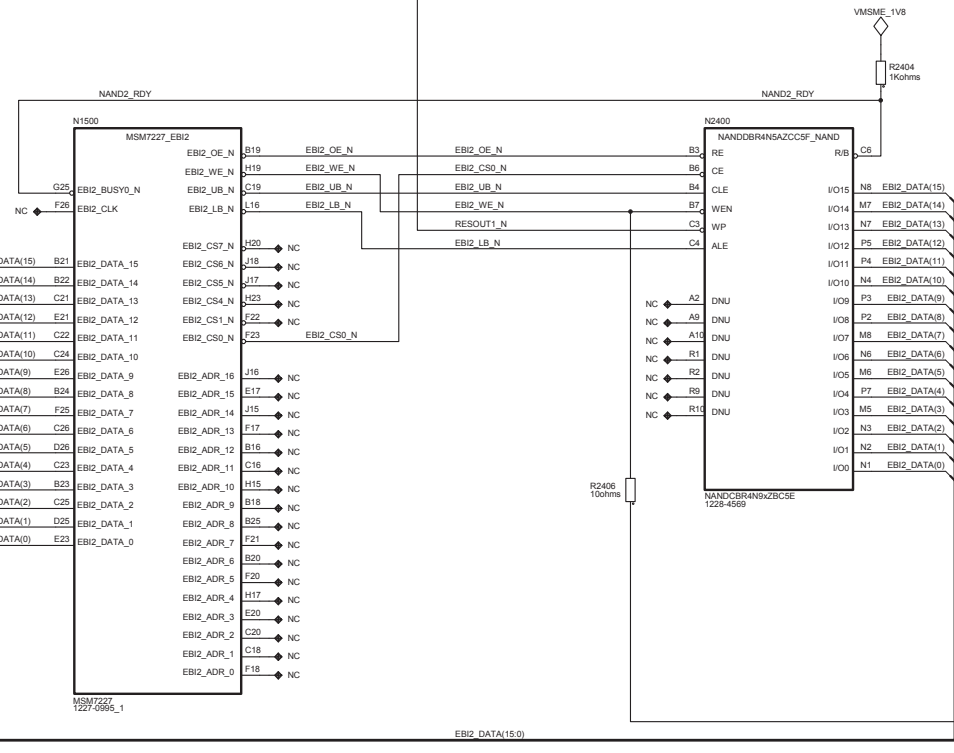 VMSME_1V8
R2404
1Kohms
NAND2_RDY NAND2_RDY
N1500 N2400
MSM7227_EBI2 NANDDBR4N5AZCC5F_NAND
EBI2_OE_N B19 EBI2_OE_N EBI2_OE_N B3 RE R/B C6
EBI2_WE_N H19 EBI2_WE_N EBI2_CS0_N B6 CE
G25 EBI2_BUSY0_N EBI2_UB_N C19 EBI2_UB_N EBI2_UB_N B4 CLE I/O15 N8 EBI2_DATA(15)
NC F26 EBI2_CLK EBI2_LB_N L16 EBI2_LB_N EBI2_WE_N B7 WEN I/O14 M7 EBI2_DATA(14)
RESOUT1_N C3 WP I/O13 N7 EBI2_DATA(13)
EBI2_CS7_N H20 NC EBI2_LB_N C4 ALE I/O12 P5 EBI2_DATA(12)
DATA(15) B21 EBI2_DATA_15 EBI2_CS6_N J18 NC I/O11 P4 EBI2_DATA(11)
DATA(14) B22 EBI2_DATA_14 EBI2_CS5_N J17 NC I/O10 N4 EBI2_DATA(10)
DATA(13) C21 EBI2_DATA_13 EBI2_CS4_N H23 NC NC A2 DNU I/O9 P3 EBI2_DATA(9)
DATA(12) E21 EBI2_DATA_12 EBI2_CS1_N F22 NC NC A9 DNU I/O8 P2 EBI2_DATA(8)
DATA(11) C22 EBI2_DATA_11 EBI2_CS0_N F23 EBI2_CS0_N NC A10 DNU I/O7 M8 EBI2_DATA(7)
DATA(10) C24 EBI2_DATA_10 NC R1 DNU I/O6 N6 EBI2_DATA(6)
DATA(9) E26 EBI2_DATA_9 EBI2_ADR_16 J16 NC NC R2 DNU I/O5 M6 EBI2_DATA(5)
DATA(8) B24 EBI2_DATA_8 EBI2_ADR_15 E17 NC NC R9 DNU I/O4 P7 EBI2_DATA(4)
DATA(7) F25 EBI2_DATA_7 EBI2_ADR_14 J15 NC NC R10 DNU I/O3 M5 EBI2_DATA(3)
DATA(6) C26 EBI2_DATA_6 EBI2_ADR_13 F17 NC I/O2 N3 EBI2_DATA(2)
DATA(5) D26 EBI2_DATA_5 EBI2_ADR_12 B16 NC I/O1 N2 EBI2_DATA(1)
DATA(4) C23 EBI2_DATA_4 EBI2_ADR_11 C16 NC I/O0 N1 EBI2_DATA(0)
DATA(3) B23 EBI2_DATA_3 EBI2_ADR_10 H15 NC R2406
10ohms
NANDCBR4N9xZBC5E
1228-4569
DATA(2) C25 EBI2_DATA_2 EBI2_ADR_9 B18 NC
DATA(1) D25 EBI2_DATA_1 EBI2_ADR_8 B25 NC
DATA(0) E23 EBI2_DATA_0 EBI2_ADR_7 F21 NC
EBI2_ADR_6 B20 NC
EBI2_ADR_5 F20 NC
EBI2_ADR_4 H17 NC
EBI2_ADR_3 E20 NC
EBI2_ADR_2 C20 NC
EBI2_ADR_1 C18 NC
EBI2_ADR_0 F18 NC
MSM7227
1227-0995_1
EBI2_DATA(15:0)